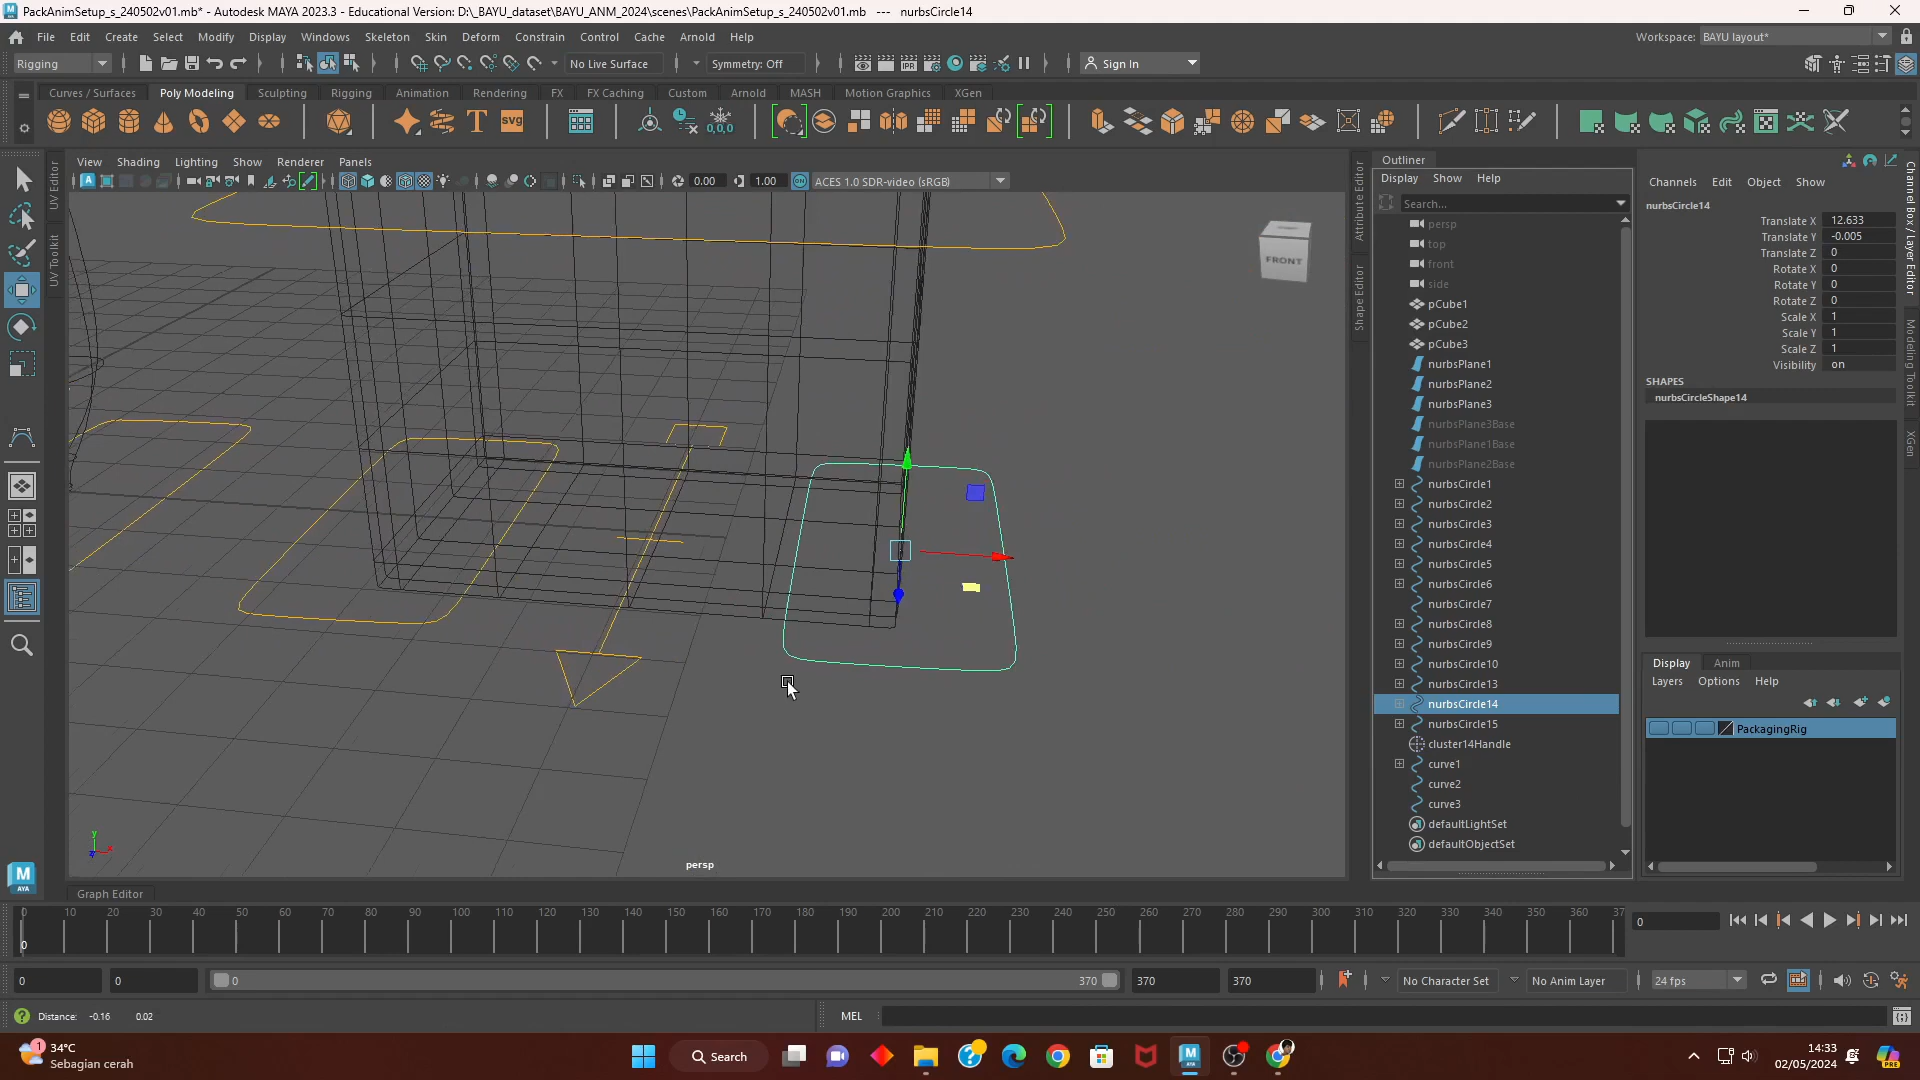 PackAnimSetup_s_240502v01.mb* - Autodesk MAYA 2023.3 - Educational Version: D:\_BAYU_dataset\BAYU_ANM_2024\scenes\PackAnimSetup_s_240502v01.mb --- nurbsCircle14
File Edit Create Select Modify Display Windows Skeleton Skin Deform Constrain Control Cache Arnold Help
Workspace: BAYU layout*
Rigging
No Live Surface
Symmetry: Off
Sign In
Curves / Surfaces Poly Modeling Sculpting Rigging Animation Rendering FX FX Caching Custom Arnold MASH Motion Graphics XGen
T svg 0,0,0
View Shading Lighting Show Renderer Panels
0.00 1.00 ACES 1.0 SDR-video (sRGB)
UV Editor
UV Toolkit
FRONT
y
x
z
persp
Graph Editor
Attribute Editor
Shape Editor
Outliner
Display Show Help
Search...
persp
top
front
side
pCube1
pCube2
pCube3
nurbsPlane1
nurbsPlane2
nurbsPlane3
nurbsPlane3Base
nurbsPlane1Base
nurbsPlane2Base
nurbsCircle1
nurbsCircle2
nurbsCircle3
nurbsCircle4
nurbsCircle5
nurbsCircle6
nurbsCircle7
nurbsCircle8
nurbsCircle9
nurbsCircle10
nurbsCircle13
nurbsCircle14
nurbsCircle15
cluster14Handle
curve1
curve2
curve3
defaultLightSet
defaultObjectSet
Channels Edit Object Show
nurbsCircle14
Translate X 12.633
Translate Y -0.005
Translate Z 0
Rotate X 0
Rotate Y 0
Rotate Z 0
Scale X 1
Scale Y 1
Scale Z 1
Visibility on
SHAPES
nurbsCircleShape14
Display Anim
Layers Options Help
PackagingRig
Channel Box / Layer Editor
Modeling Toolkit
XGen
M
AYA
0 10 20 30 40 50 60 70 80 90 100 110 120 130 140 150 160 170 180 190 200 210 220 230 240 250 260 270 280 290 300 310 320 330 340 350 360 37
0
0
0 0 0 370 370 370
No Character Set
No Anim Layer
24 fps
Distance: -0.16 0.02
MEL
1
34°C
Sebagian cerah
Search
14:33
02/05/2024